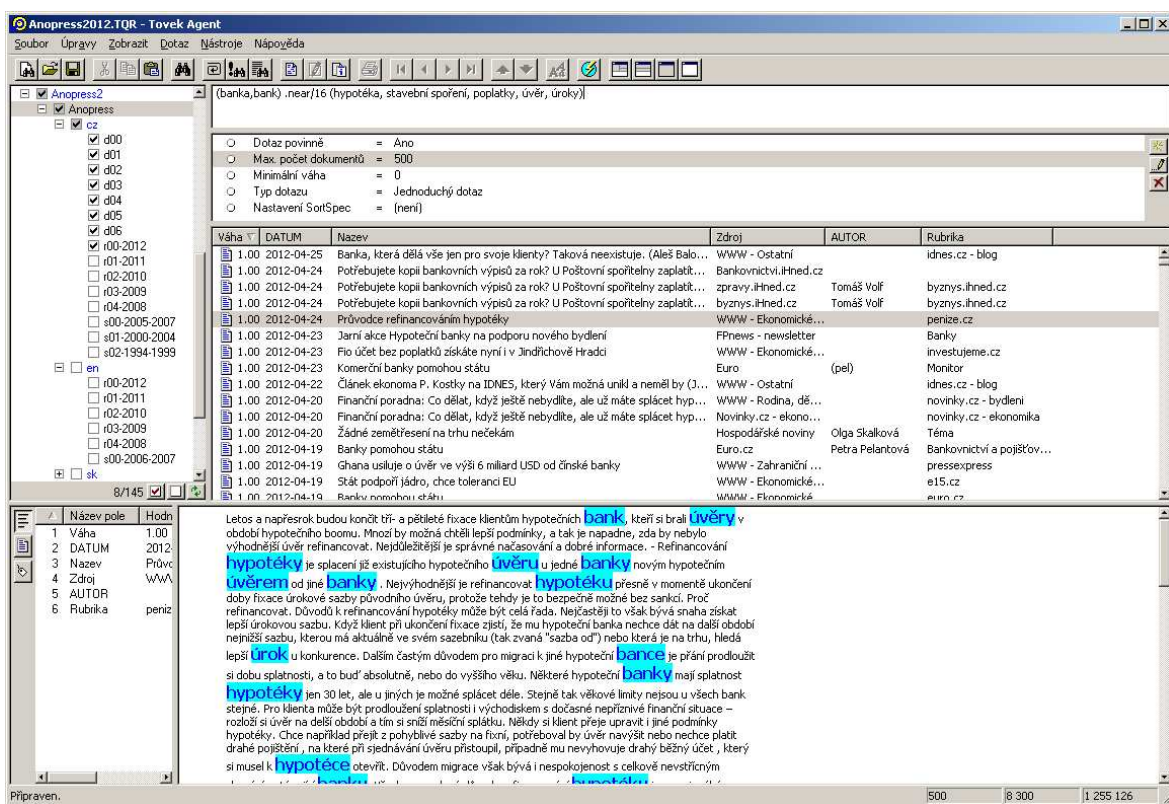 Anopress2012.TQR - Tovek Agent
Soubor Úpravy Zobrazit Dotaz Nástroje Nápověda
Anopress2
Anopress
cz
d00
d01
d02
d03
d04
d05
d06
r00-2012
r01-2011
r02-2010
r03-2009
r04-2008
s00-2005-2007
s01-2000-2004
s02-1994-1999
en
r00-2012
r01-2011
r02-2010
r03-2009
r04-2008
s00-2006-2007
sk
8/145
(banka,bank) .near/16 (hypotéka, stavební spoření, poplatky, úvěr, úroky)
Dotaz povinně = Ano
Max. počet dokumentů = 500
Minimální váha = 0
Typ dotazu = Jednoduchý dotaz
Nastavení SortSpec = (není)
Váha DATUM Nazev Zdroj AUTOR Rubrika
1.00 2012-04-25 Banka, která dělá vše jen pro svoje klienty? Taková neexistuje. (Aleš Balo... WWW - Ostatní idnes.cz - blog
1.00 2012-04-24 Potřebujete kopii bankovních výpisů za rok? U Poštovní spořitelny zaplatít... Bankovnictvi.iHned.cz
1.00 2012-04-24 Potřebujete kopii bankovních výpisů za rok? U Poštovní spořitelny zaplatít... zpravy.iHned.cz Tomáš Volf byznys.ihned.cz
1.00 2012-04-24 Potřebujete kopii bankovních výpisů za rok? U Poštovní spořitelny zaplatít... byznys.iHned.cz Tomáš Volf byznys.ihned.cz
1.00 2012-04-24 Průvodce refinancováním hypotéky WWW - Ekonomické... penize.cz
1.00 2012-04-23 Jarní akce Hypoteční banky na podporu nového bydlení FPnews - newsletter Banky
1.00 2012-04-23 Fio účet bez poplatků získáte nyní i v Jindřichově Hradci WWW - Ekonomické... investujeme.cz
1.00 2012-04-23 Komerční banky pomohou státu Euro (pel) Monitor
1.00 2012-04-22 Článek ekonoma P. Kostky na IDNES, který Vám možná unikl a neměl by (J... WWW - Ostatní idnes.cz - blog
1.00 2012-04-20 Finanční poradna: Co dělat, když ještě nebydlíte, ale už máte splácet hyp... WWW - Rodina, dě... novinky.cz - bydleni
1.00 2012-04-20 Finanční poradna: Co dělat, když ještě nebydlíte, ale už máte splácet hyp... Novinky.cz - ekono... novinky.cz - ekonomika
1.00 2012-04-20 Žádné zemětřesení na trhu nečekám Hospodářské noviny Olga Skalková Téma
1.00 2012-04-19 Banky pomohou státu Euro.cz Petra Pelantová Bankovnictví a pojišťov...
1.00 2012-04-19 Ghana usiluje o úvěr ve výši 6 miliard USD od čínské banky WWW - Zahraniční ... pressexpress
1.00 2012-04-19 Stát podpoří jádro, chce toleranci EU WWW - Ekonomické... e15.cz
1.00 2012-04-19 Banky pomohou státu WWW - Ekonomické euro.cz
Název pole Hodn
1 Váha 1.00
2 DATUM 2012-
3 Nazev Průvc
4 Zdroj WWW
5 AUTOR
6 Rubrika peniz
Letos a napřesrok budou končit tří- a pětileté fixace klientům hypotečních bank, kteří si brali úvěry v
období hypotečního boomu. Mnozí by možná chtěli lepší podmínky, a tak je napadne, zda by nebylo
výhodnější úvěr refinancovat. Nejdůležitější je správné načasování a dobré informace. - Refinancování
hypotéky je splacení již existujícího hypotečního úvěru u jedné banky novým hypotečním
úvěrem od jiné banky . Nejvýhodnější je refinancovat hypotéku přesně v momentě ukončení
doby fixace úrokové sazby původního úvěru, protože tehdy je to bezpečně možné bez sankcí. Proč
refinancovat. Důvodů k refinancování hypotéky může být celá řada. Nejčastěji to však bývá snaha získat
lepší úrokovou sazbu. Když klient při ukončení fixace zjistí, že mu hypoteční banka nechce dát na další období
nejnižší sazbu, kterou má aktuálně ve svém sazebníku (tak zvaná "sazba od") nebo která je na trhu, hledá
lepší úrok u konkurence. Dalším častým důvodem pro migraci k jiné hypoteční bance je přání prodloužit
si dobu splatnosti, a to buď absolutně, nebo do vyššího věku. Některé hypoteční banky mají splatnost
hypotéky jen 30 let, ale u jiných je možné splácet déle. Stejně tak věkové limity nejsou u všech bank
stejné. Pro klienta může být prodloužení splatnosti i východiskem s dočasné nepříznivé finanční situace –
rozloží si úvěr na delší období a tím si sníží měsíční splátku. Někdy si klient přeje upravit i jiné podmínky
hypotéky. Chce například přejít z pohyblivé sazby na fixní, potřeboval by úvěr navýšit nebo nechce platit
drahé pojištění , na které při sjednávání úvěru přistoupil, případně mu nevyhovuje drahý běžný účet , který
si musel k hypotéce otevřít. Důvodem migrace však bývá i nespokojenost s celkově nevstřícným
Připraven. 500 8 300 1 255 126